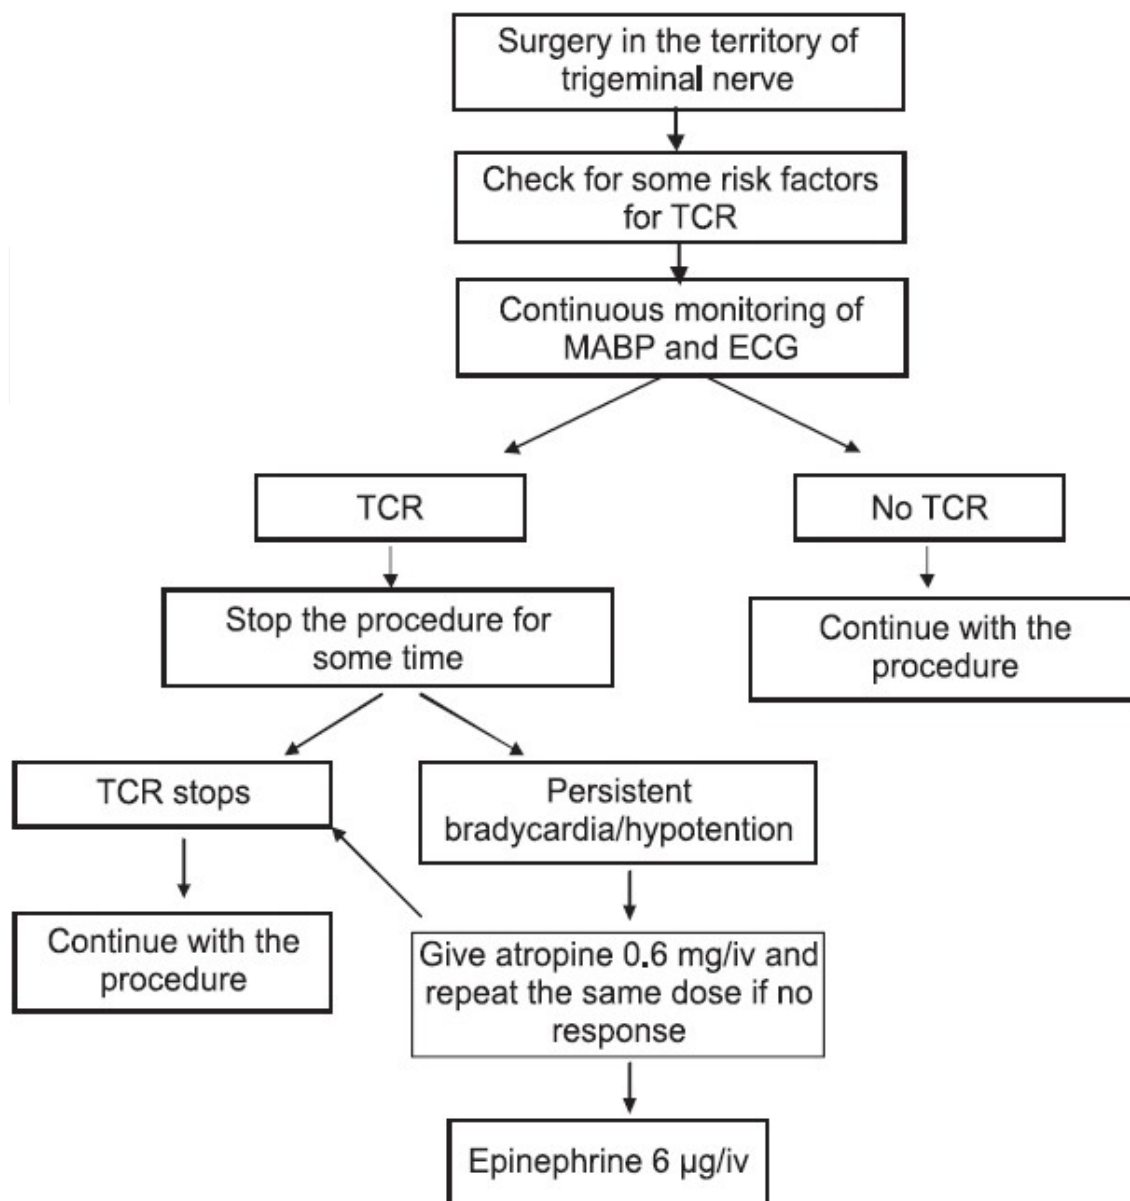 Surgery in the territory of
trigeminal nerve
Check for some risk factors
for TCR
Continuous monitoring of
MABP and ECG
TCR
No TCR
Stop the procedure for
some time
Continue with the
procedure
TCR stops
Persistent
bradycardia/hypotention
Continue with the
procedure
Give atropine 0.6 mg/iv and
repeat the same dose if no
response
Epinephrine 6 µg/iv